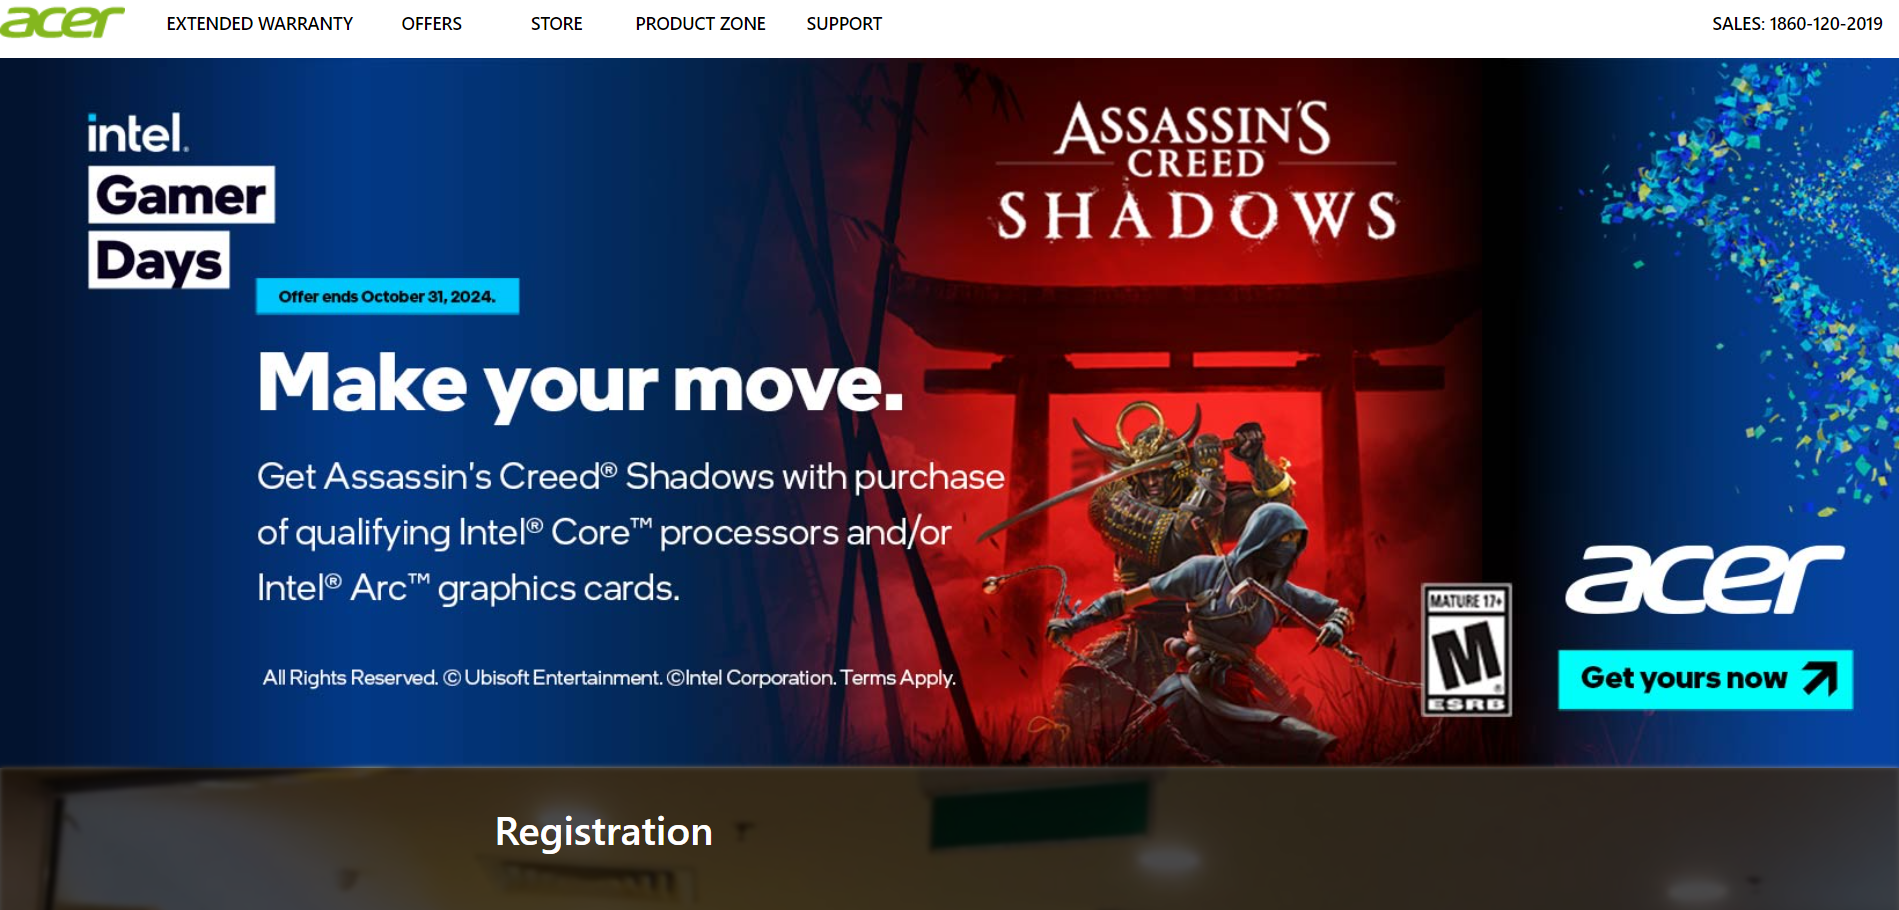 acer
EXTENDED WARRANTY
OFFERS
STORE
PRODUCT ZONE
SUPPORT
SALES: 1860-120-2019
intel.
Gamer
Days
ASSASSIN'S
CREED
SHADOWS
Offer ends October 31, 2024.
Make your move.
Get Assassin's Creed® Shadows with purchase
of qualifying Intel® Core™ processors and/or
Intel® Arc™ graphics cards.
All Rights Reserved. © Ubisoft Entertainment. ©Intel Corporation. Terms Apply.
MATURE 17+
M
®
ESRB
acer
Get yours now
Registration